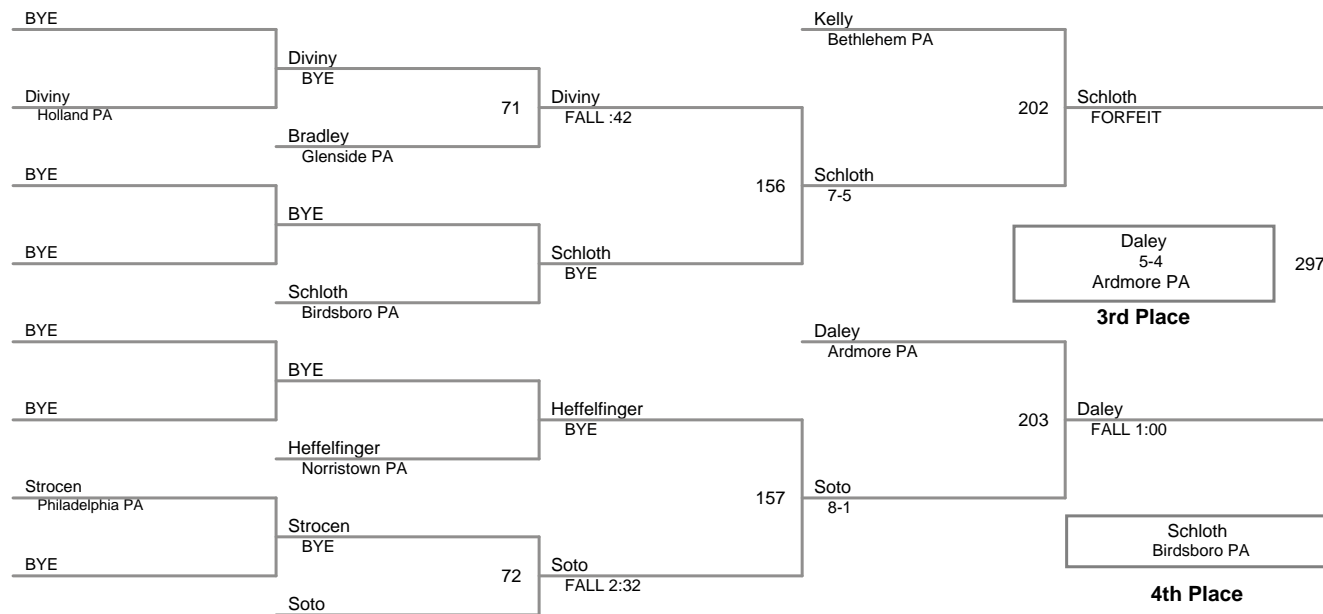 BYE
Kelly
Bethlehem PA
Diviny
BYE
Diviny
Holland PA
71
Diviny
FALL :42
202
Schloth
FORFEIT
Bradley
Glenside PA
BYE
156
Schloth
7-5
BYE
BYE
Schloth
BYE
Daley
5-4
Ardmore PA
297
Schloth
Birdsboro PA
3rd Place
BYE
Daley
Ardmore PA
BYE
BYE
Heffelfinger
BYE
203
Daley
FALL 1:00
Heffelfinger
Norristown PA
Strocen
Philadelphia PA
157
Soto
8-1
Strocen
BYE
Schloth
Birdsboro PA
BYE
72
Soto
FALL 2:32
4th Place
Soto